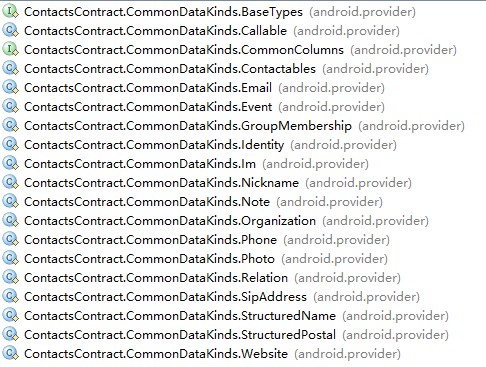 ContactsContract.CommonDataKinds.BaseTypes (android.provider)
ContactsContract.CommonDataKinds.Callable (android.provider)
ContactsContract.CommonDataKinds.CommonColumns (android.provider)
ContactsContract.CommonDataKinds.Contactables (android.provider)
ContactsContract.CommonDataKinds.Email (android.provider)
ContactsContract.CommonDataKinds.Event (android.provider)
ContactsContract.CommonDataKinds.GroupMembership (android.provider)
ContactsContract.CommonDataKinds.Identity (android.provider)
ContactsContract.CommonDataKinds.Im (android.provider)
ContactsContract.CommonDataKinds.Nickname (android.provider)
ContactsContract.CommonDataKinds.Note (android.provider)
ContactsContract.CommonDataKinds.Organization (android.provider)
ContactsContract.CommonDataKinds.Phone (android.provider)
ContactsContract.CommonDataKinds.Photo (android.provider)
ContactsContract.CommonDataKinds.Relation (android.provider)
ContactsContract.CommonDataKinds.SipAddress (android.provider)
ContactsContract.CommonDataKinds.StructuredName (android.provider)
ContactsContract.CommonDataKinds.StructuredPostal (android.provider)
ContactsContract.CommonDataKinds.Website (android.provider)